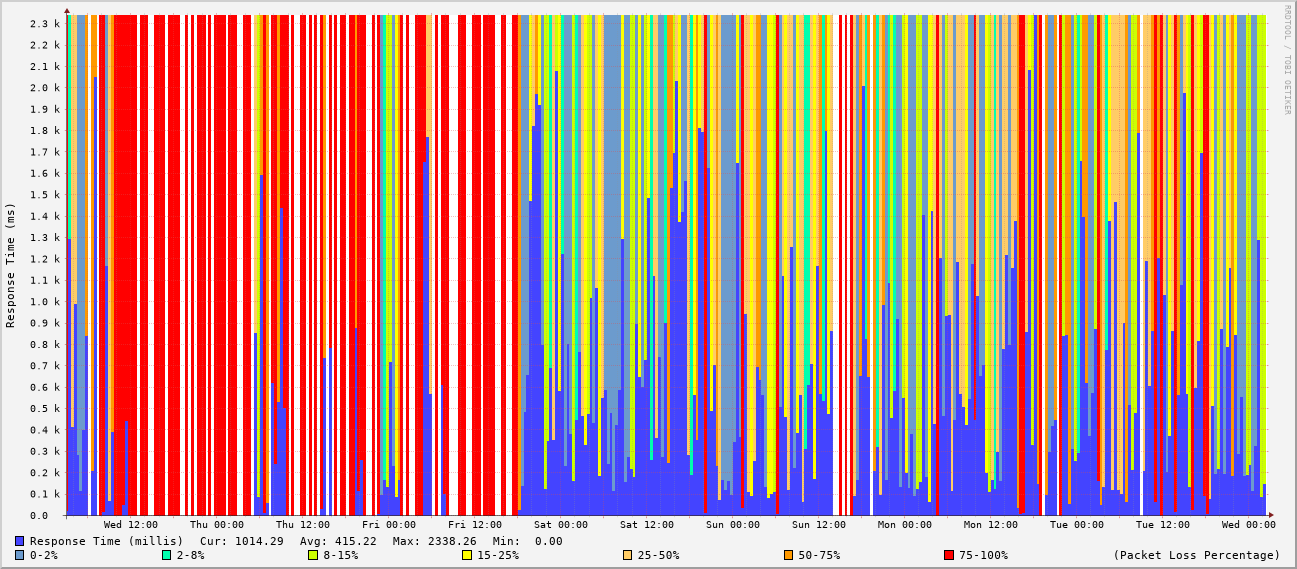 RRDTOOL / TOBI OETIKER
Response Time (ms)
2.3 k
2.2 k
2.1 k
2.0 k
1.9 k
1.8 k
1.7 k
1.6 k
1.5 k
1.4 k
1.3 k
1.2 k
1.1 k
1.0 k
0.9 k
0.8 k
0.7 k
0.6 k
0.5 k
0.4 k
0.3 k
0.2 k
0.1 k
0.0
Wed 12:00 Thu 00:00 Thu 12:00 Fri 00:00 Fri 12:00 Sat 00:00 Sat 12:00 Sun 00:00 Sun 12:00 Mon 00:00 Mon 12:00 Tue 00:00 Tue 12:00 Wed 00:00
Response Time (millis) Cur: 1014.29 Avg: 415.22 Max: 2338.26 Min: 0.00
0-2% 2-8% 8-15% 15-25% 25-50% 50-75% 75-100% (Packet Loss Percentage)